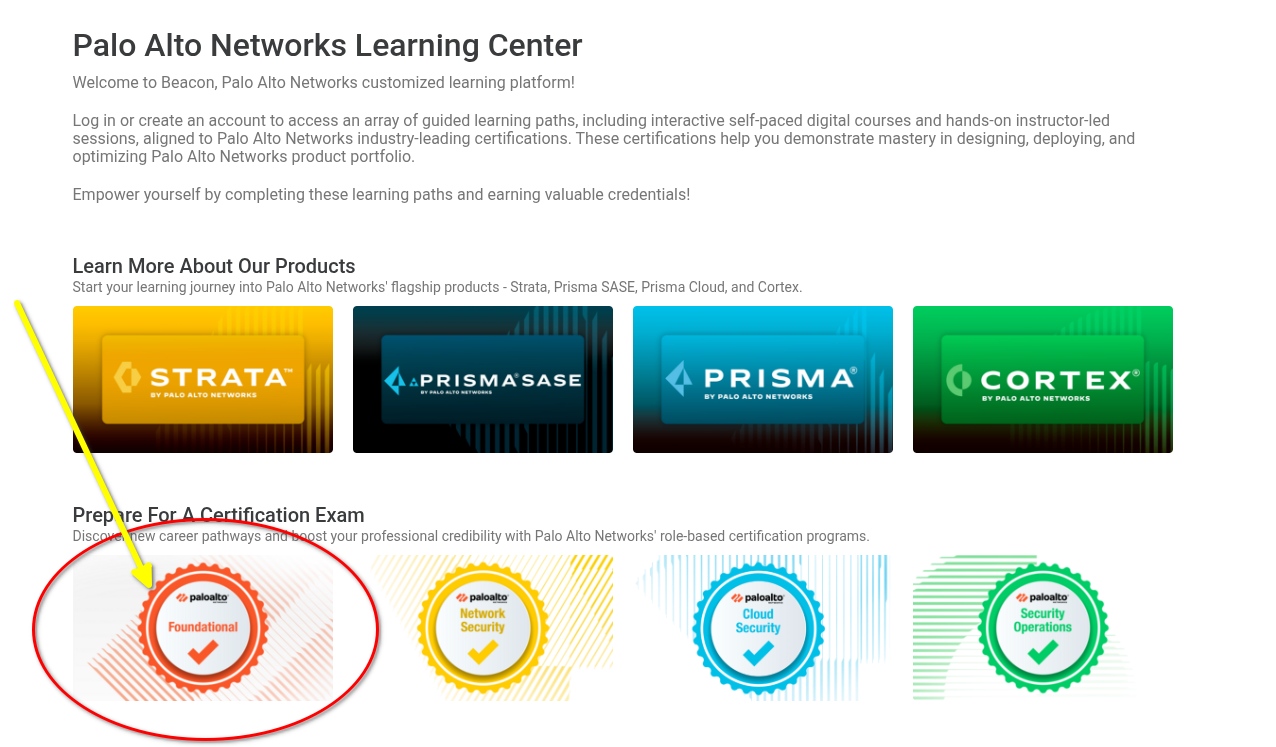 Palo Alto Networks Learning Center
Welcome to Beacon, Palo Alto Networks customized learning platform!
Log in or create an account to access an array of guided learning paths, including interactive self-paced digital courses and hands-on instructor-led
sessions, aligned to Palo Alto Networks industry-leading certifications. These certifications help you demonstrate mastery in designing, deploying, and
optimizing Palo Alto Networks product portfolio.
Empower yourself by completing these learning paths and earning valuable credentials!
Learn More About Our Products
Start your learning journey into Palo Alto Networks' flagship products - Strata, Prisma SASE, Prisma Cloud, and Cortex.
STRATA™
BY PALO ALTO NETWORKS
PRISMA® SASE
BY PALO ALTO NETWORKS
PRISMA®
BY PALO ALTO NETWORKS
CORTEX®
BY PALO ALTO NETWORKS
Prepare For A Certification Exam
Discover new career pathways and boost your professional credibility with Palo Alto Networks' role-based certification programs.
paloalto
Foundational
paloalto
Network
Security
paloalto
Cloud
Security
paloalto
Security
Operations